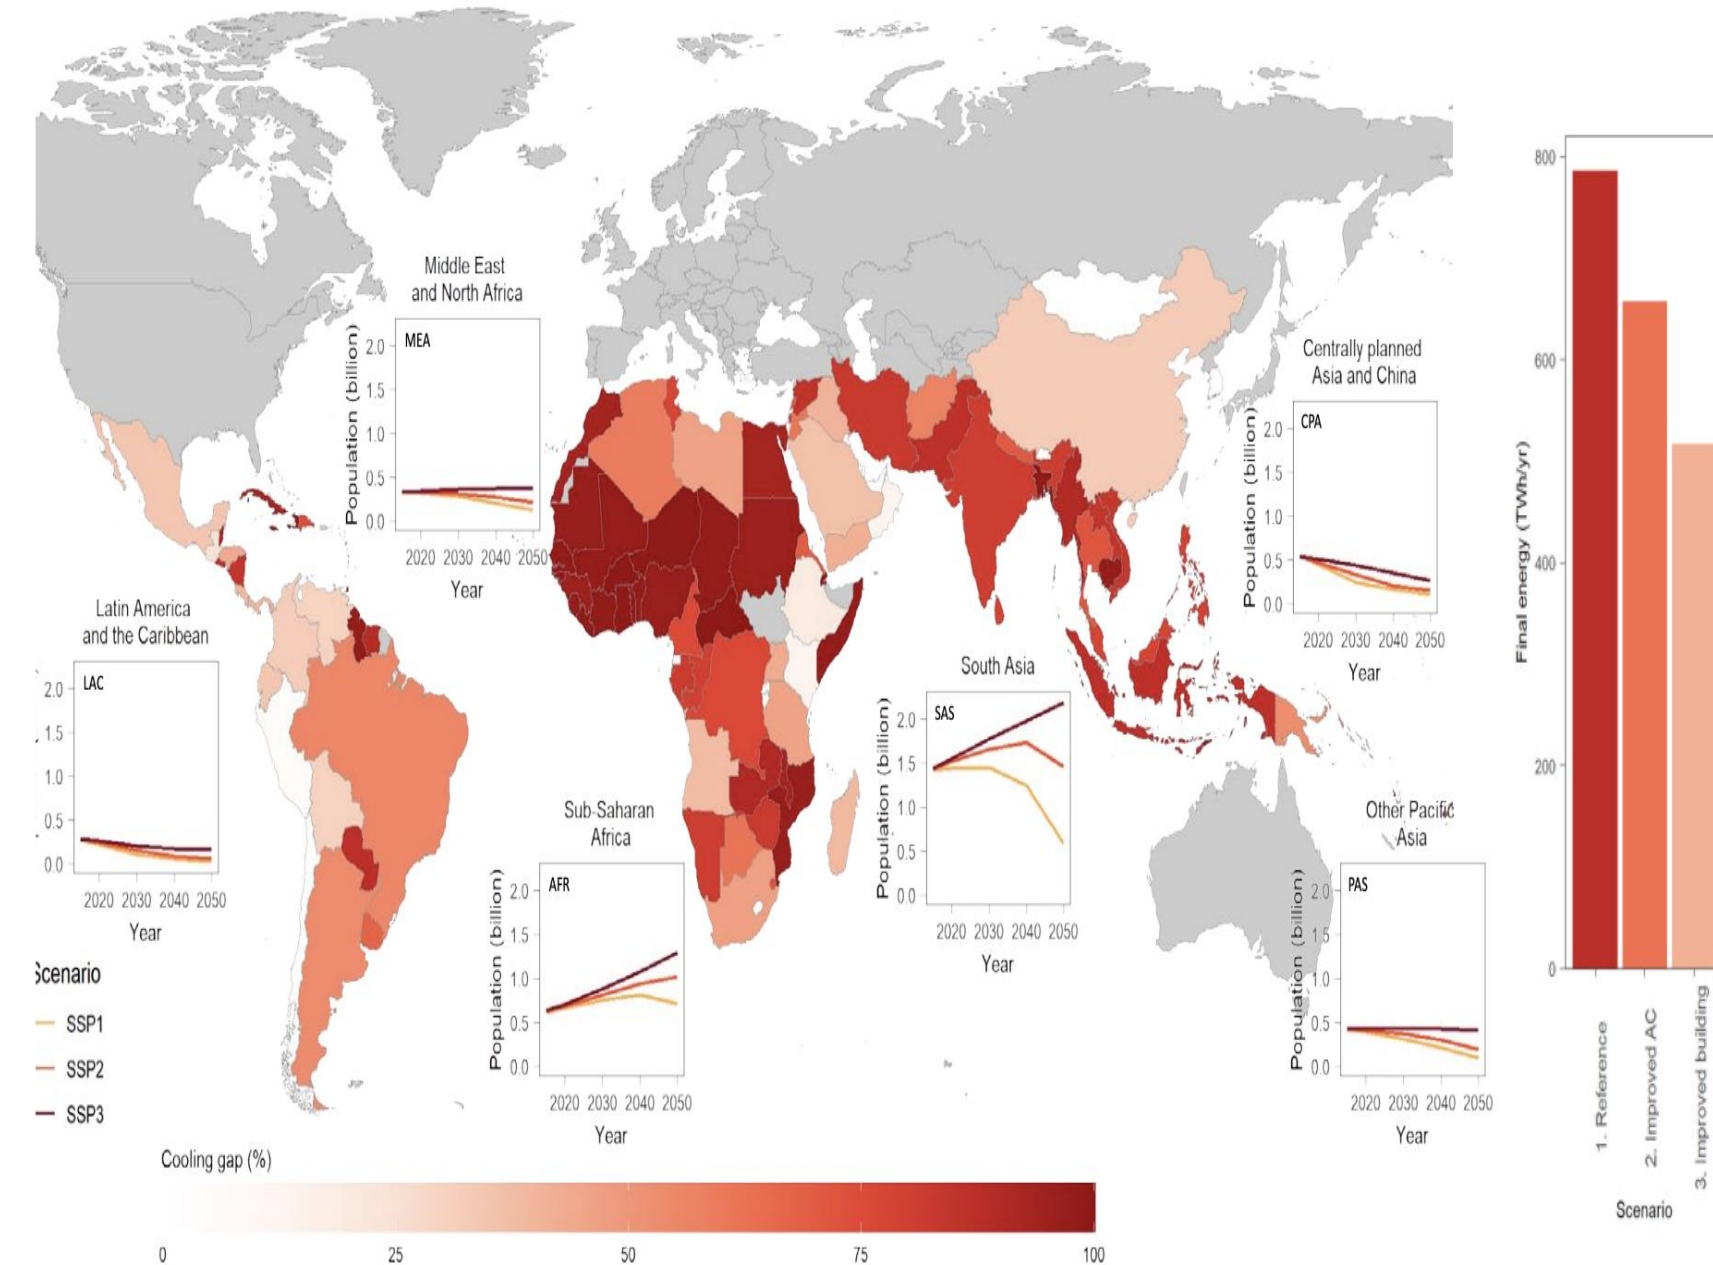 Middle East
and North Africa
MEA
Population (billion)
2.0
1.5
1.0
0.5
0.0
2020 2030 2040 2050
Year
Centrally planned
Asia and China
CPA
Population (billion)
2.0
1.5
1.0
0.5
0.0
2020 2030 2040 2050
Year
Latin America
and the Caribbean
LAC
2.0
1.5
1.0
0.5
0.0
2020 2030 2040 2050
Year
South Asia
SAS
Population (billion)
2.0
1.5
1.0
0.5
0.0
2020 2030 2040 2050
Year
Sub-Saharan
Africa
AFR
Population (billion)
2.0
1.5
1.0
0.5
0.0
2020 2030 2040 2050
Year
Other Pacific
Asia
PAS
Population (billion)
2.0
1.5
1.0
0.5
0.0
2020 2030 2040 2050
Year
Scenario
SSP1
SSP2
SSP3
Cooling gap (%)
0 25 50 75 100
Final energy (TWh/yr)
800
600
400
200
0
1. Reference
2. Improved AC
3. Improved building
Scenario